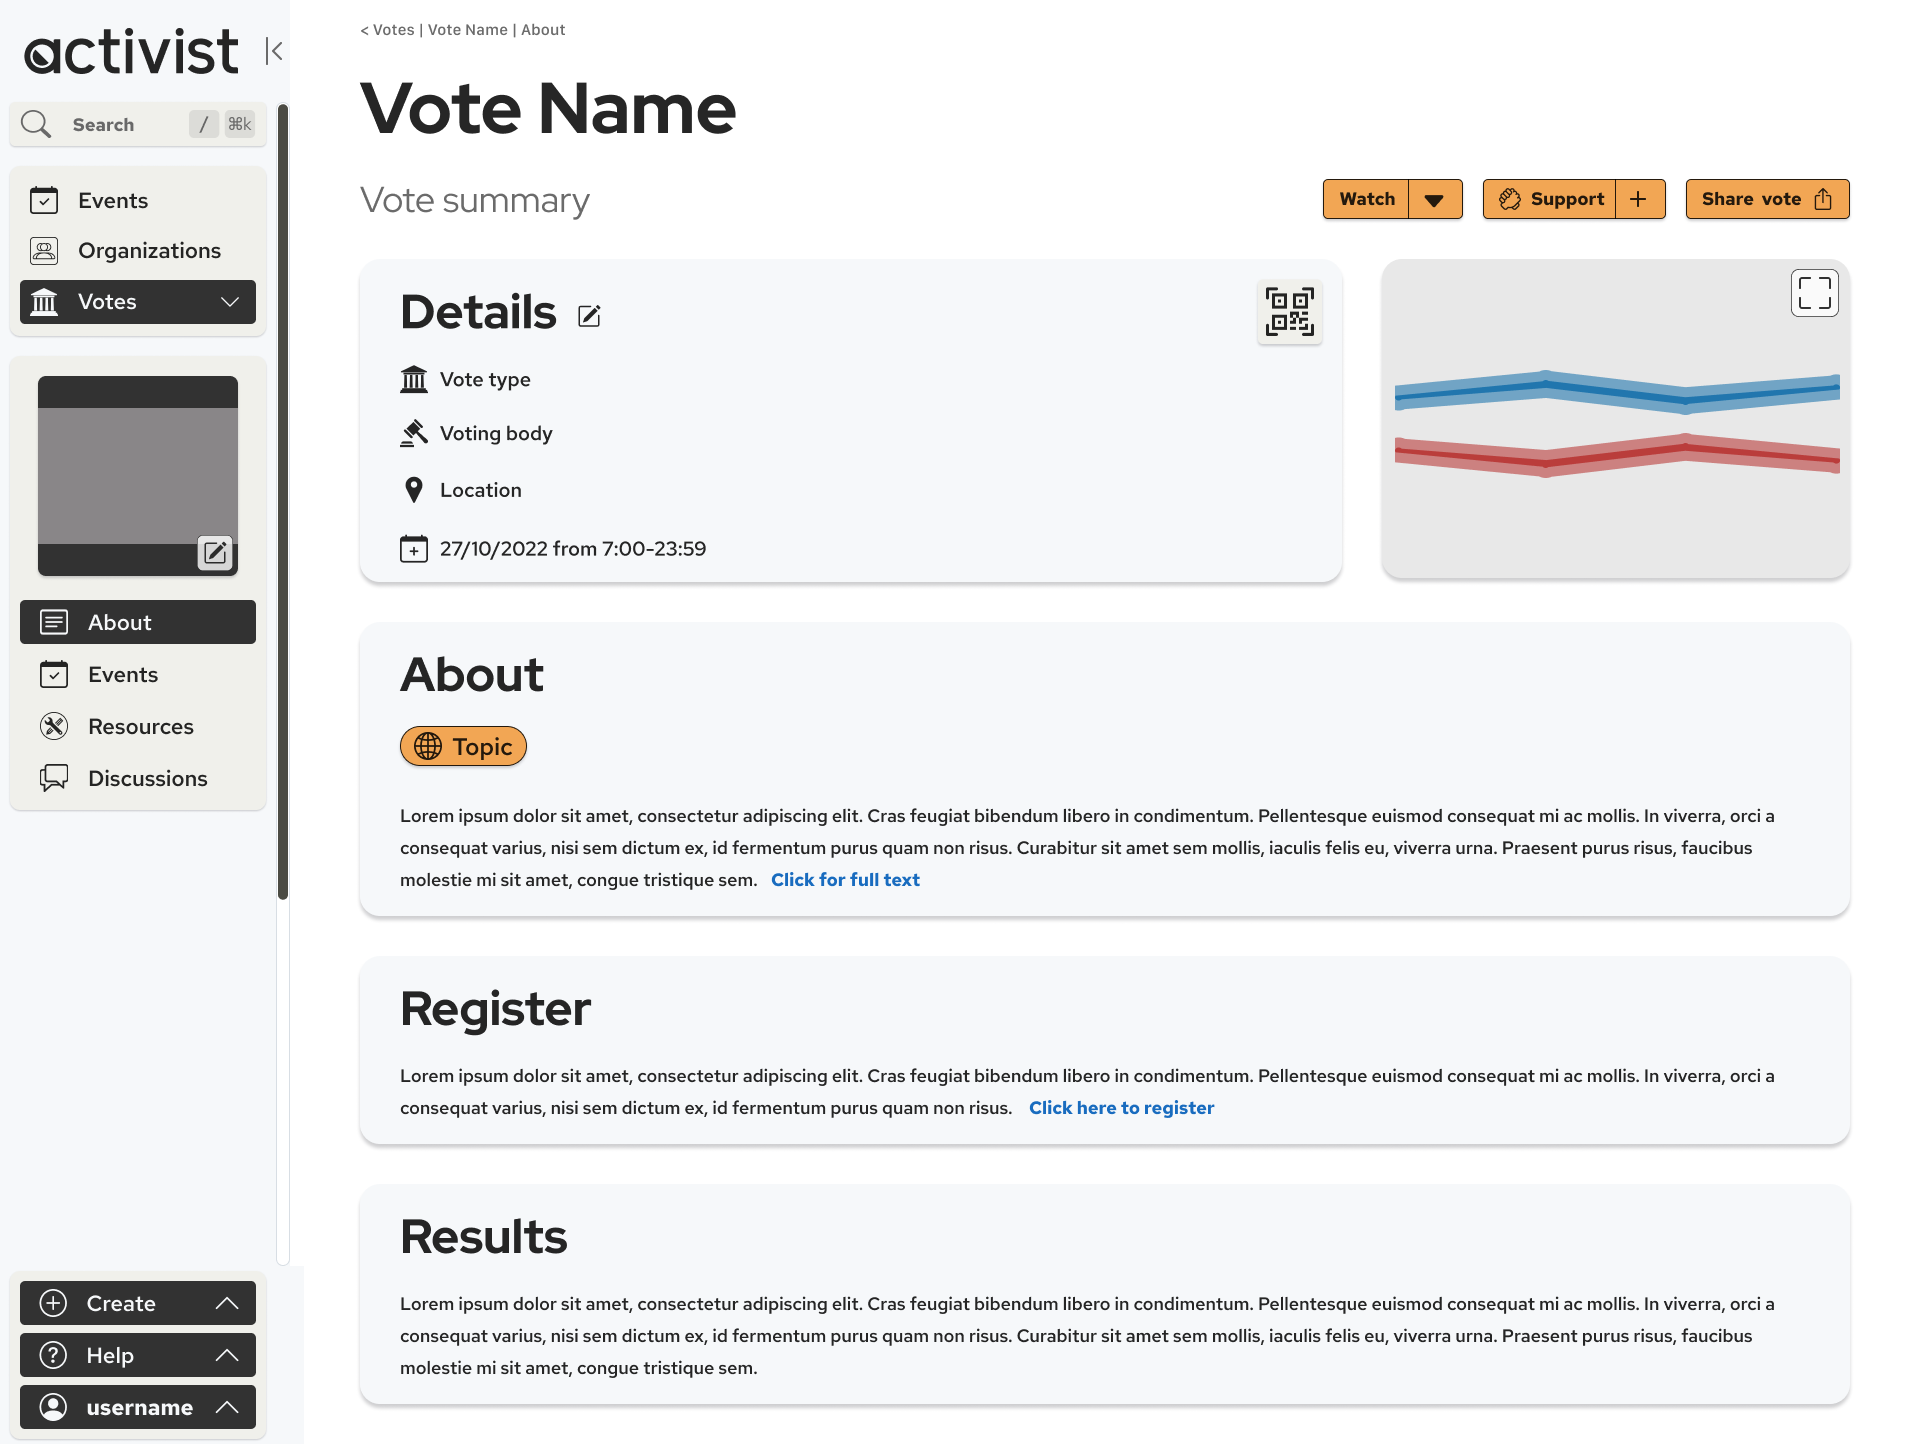 activist
Search / ⌘k
Events
Organizations
Votes
About
Events
Resources
Discussions
Create
Help
username
< Votes | Vote Name | About
Vote Name
Vote summary
Watch
Support
Share vote
Details
Vote type
Voting body
Location
27/10/2022 from 7:00-23:59
About
Topic
Lorem ipsum dolor sit amet, consectetur adipiscing elit. Cras feugiat bibendum libero in condimentum. Pellentesque euismod consequat mi ac mollis. In viverra, orci a
consequat varius, nisi sem dictum ex, id fermentum purus quam non risus. Curabitur sit amet sem mollis, iaculis felis eu, viverra urna. Praesent purus risus, faucibus
molestie mi sit amet, congue tristique sem. Click for full text
Register
Lorem ipsum dolor sit amet, consectetur adipiscing elit. Cras feugiat bibendum libero in condimentum. Pellentesque euismod consequat mi ac mollis. In viverra, orci a
consequat varius, nisi sem dictum ex, id fermentum purus quam non risus. Click here to register
Results
Lorem ipsum dolor sit amet, consectetur adipiscing elit. Cras feugiat bibendum libero in condimentum. Pellentesque euismod consequat mi ac mollis. In viverra, orci a
consequat varius, nisi sem dictum ex, id fermentum purus quam non risus. Curabitur sit amet sem mollis, iaculis felis eu, viverra urna. Praesent purus risus, faucibus
molestie mi sit amet, congue tristique sem.